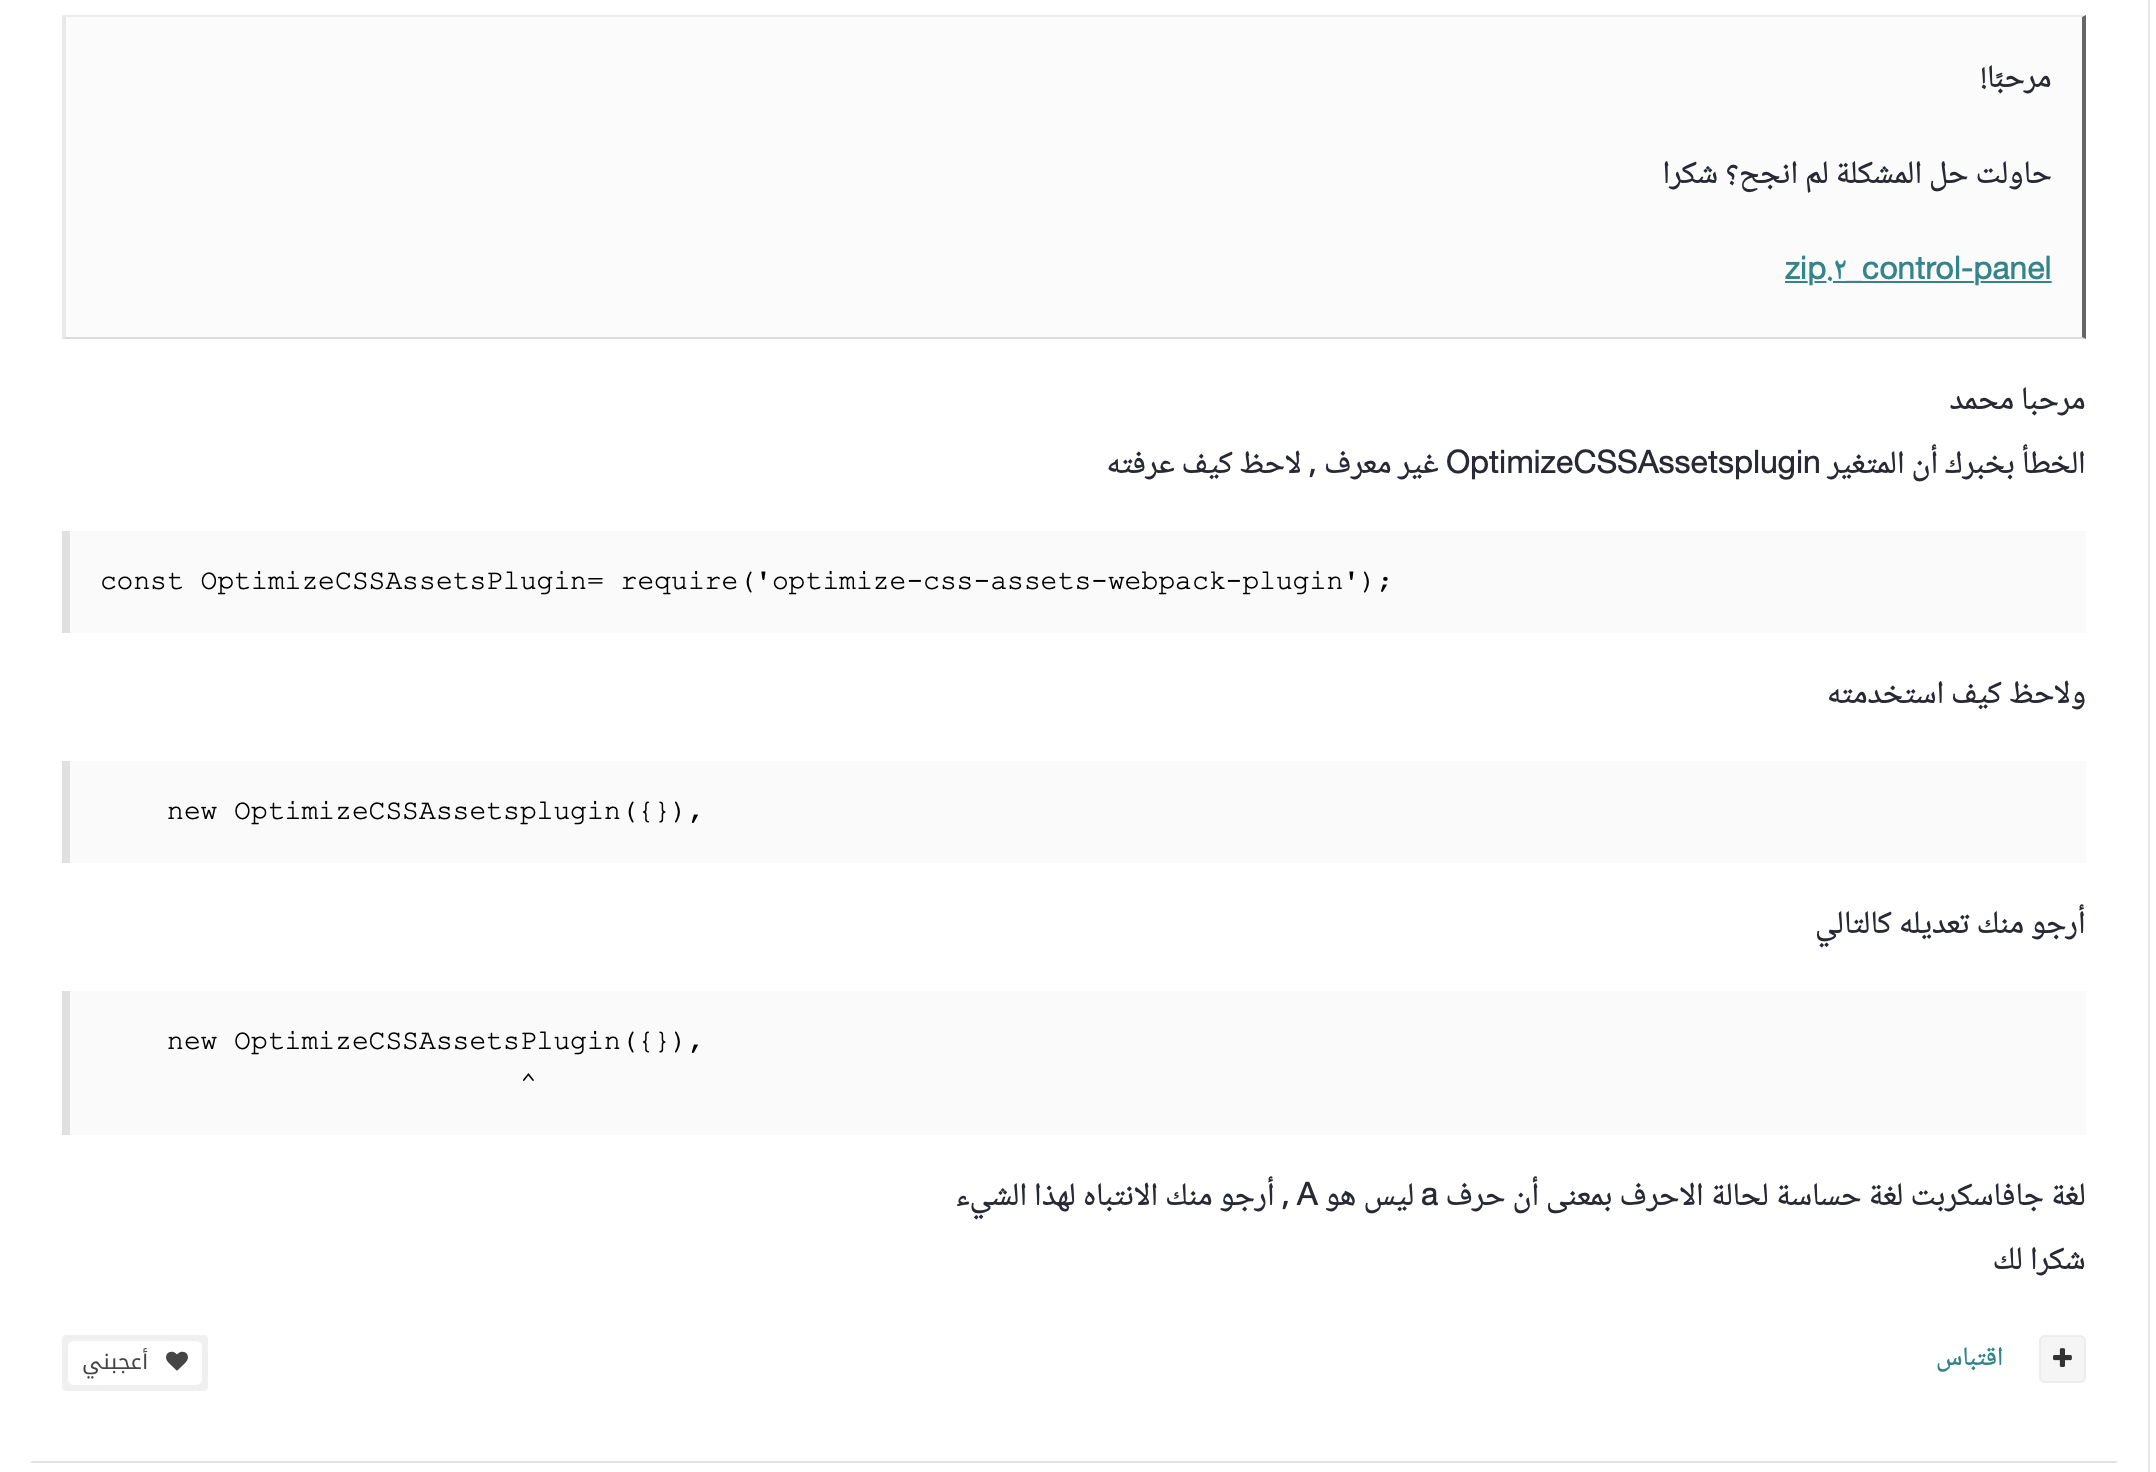 مرحبًا!
حاولت حل المشكلة لم انجح؟ شكرا
control-panel_٢.zip
مرحبا محمد
الخطأ بخبرك أن المتغير OptimizeCSSAssetsplugin غير معرف , لاحظ كيف عرفته
const OptimizeCSSAssetsPlugin= require('optimize-css-assets-webpack-plugin');
ولاحظ كيف استخدمته
new OptimizeCSSAssetsplugin({}),
أرجو منك تعديله كالتالي
new OptimizeCSSAssetsPlugin({}),
^
لغة جافاسكربت لغة حساسة لحالة الاحرف بمعنى أن حرف a ليس هو A , أرجو منك الانتباه لهذا الشيء
شكرا لك
+ اقتباس أعجبني